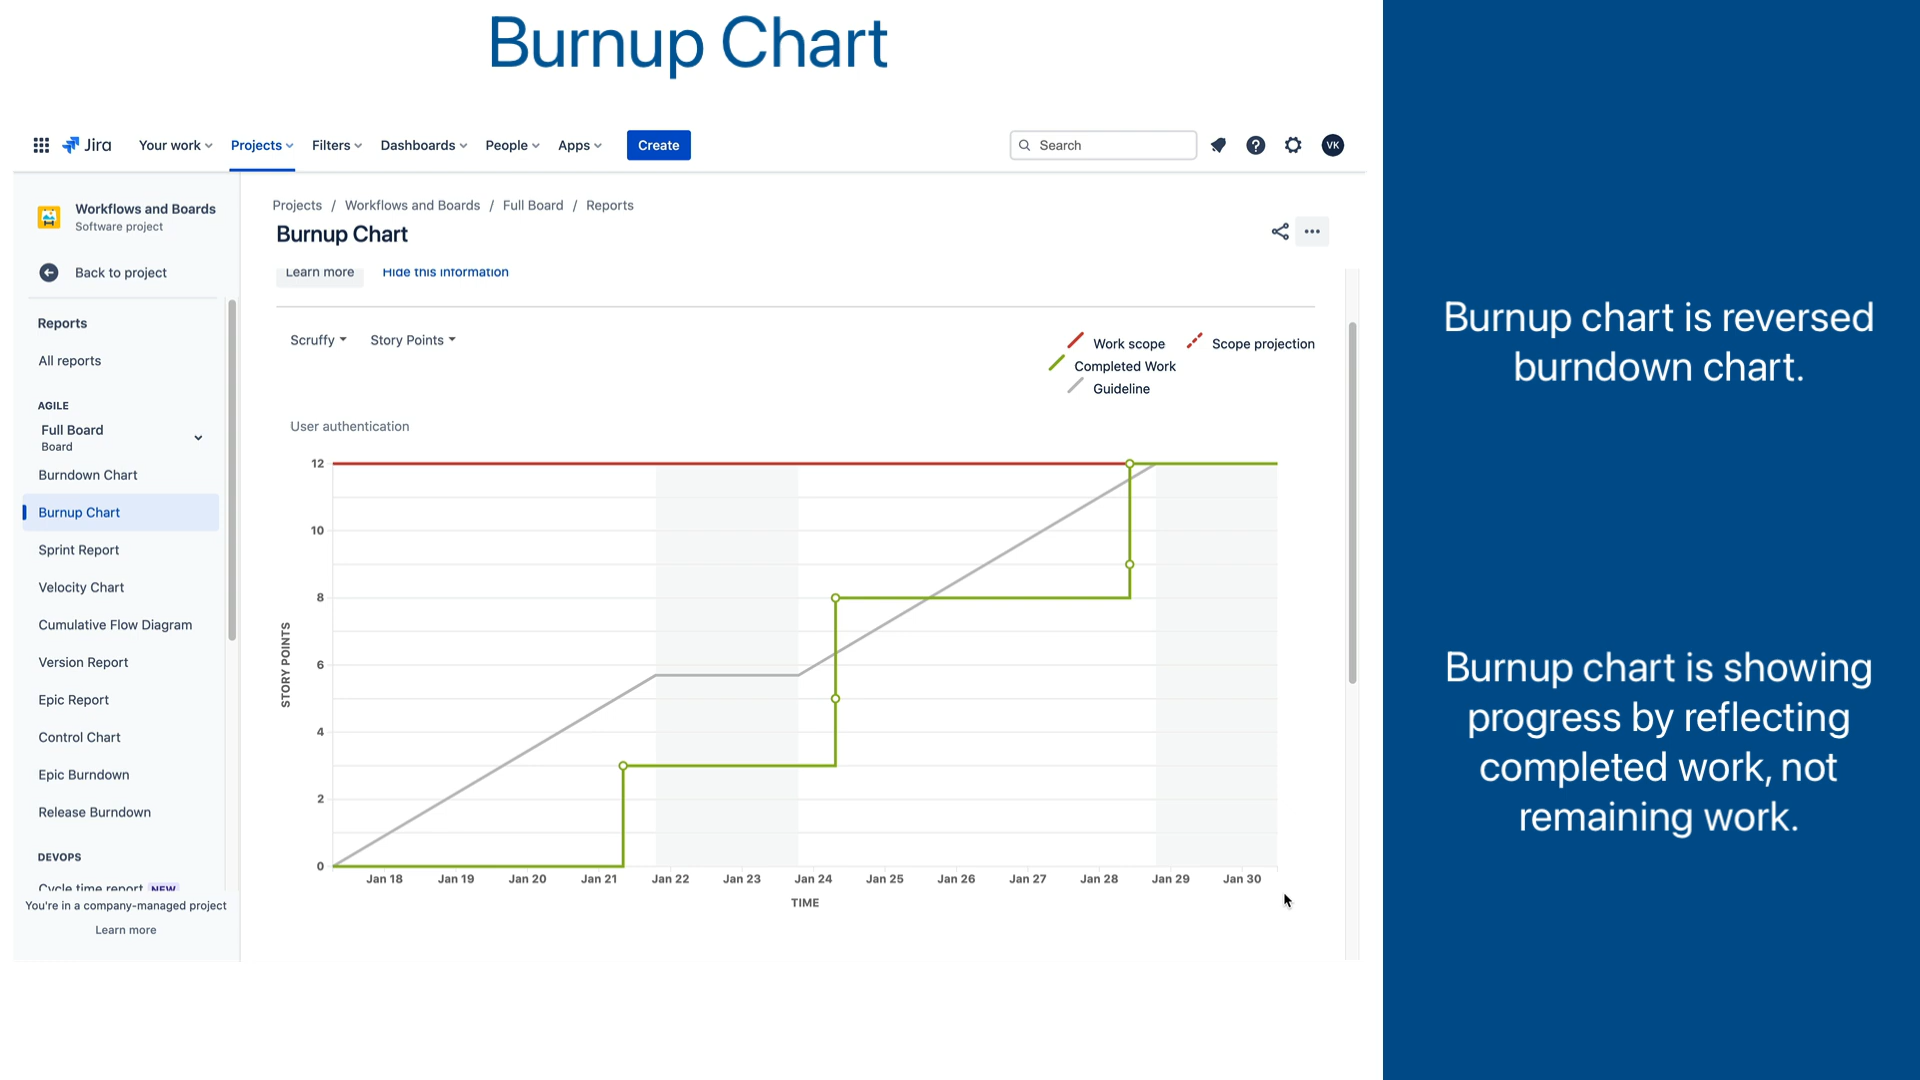 Burnup Chart
Jira
Your work
Projects
Filters
Dashboards
People
Apps
Create
Search
VK
Workflows and Boards
Software project
Back to project
Reports
All reports
AGILE
Full Board
Board
Burndown Chart
Burnup Chart
Sprint Report
Velocity Chart
Cumulative Flow Diagram
Version Report
Epic Report
Control Chart
Epic Burndown
Release Burndown
DEVOPS
Cycle time report NEW
You're in a company-managed project
Learn more
Projects / Workflows and Boards / Full Board / Reports
Burnup Chart
Learn more
Hide this information
Scruffy
Story Points
Work scope
Scope projection
Completed Work
Guideline
User authentication
12
10
8
6
4
2
0
STORY POINTS
Jan 18
Jan 19
Jan 20
Jan 21
Jan 22
Jan 23
Jan 24
Jan 25
Jan 26
Jan 27
Jan 28
Jan 29
Jan 30
TIME
Burnup chart is reversed
burndown chart.
Burnup chart is showing
progress by reflecting
completed work, not
remaining work.